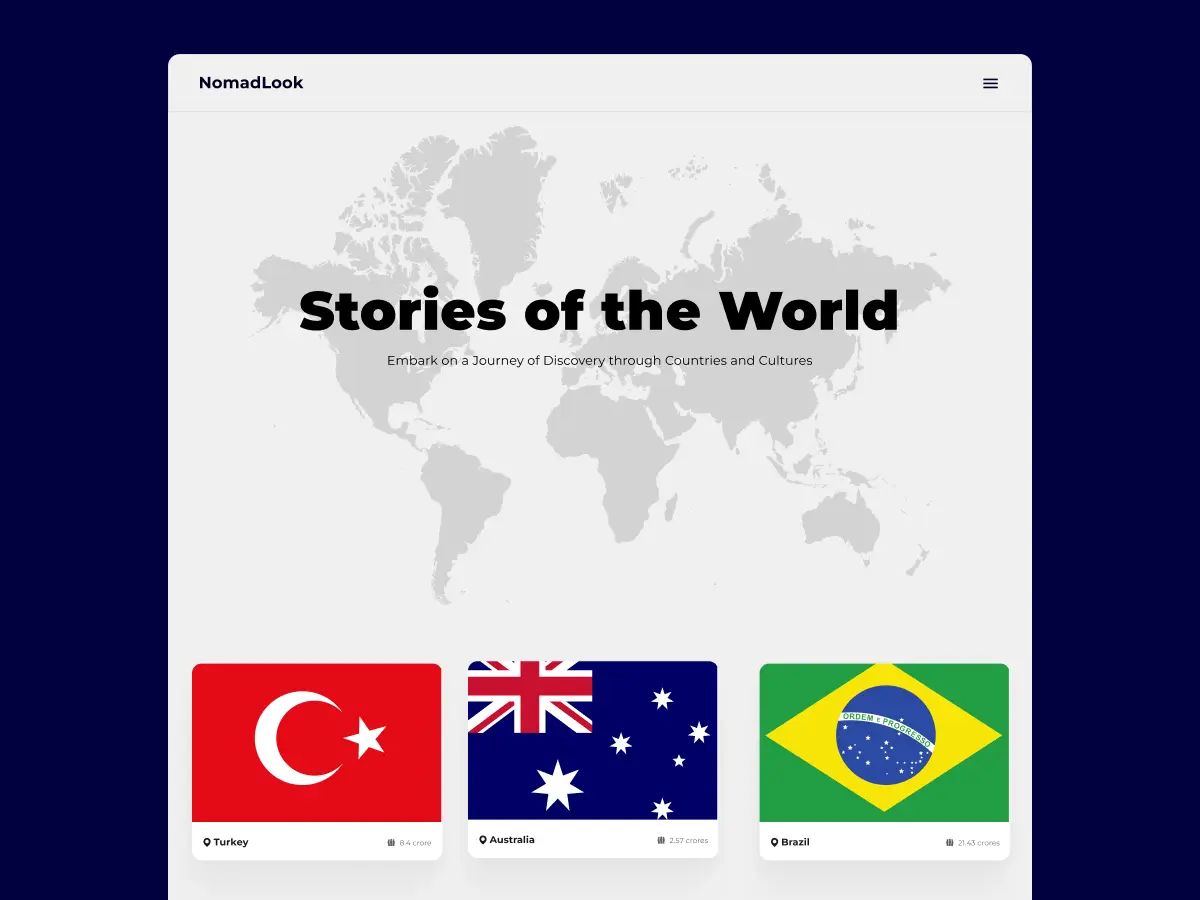 NomadLook
Stories of the World
Embark on a Journey of Discovery through Countries and Cultures
ORDEM E PROGRESSO
Turkey 8.4 crore
Australia 2.57 crores
Brazil 21.43 crores